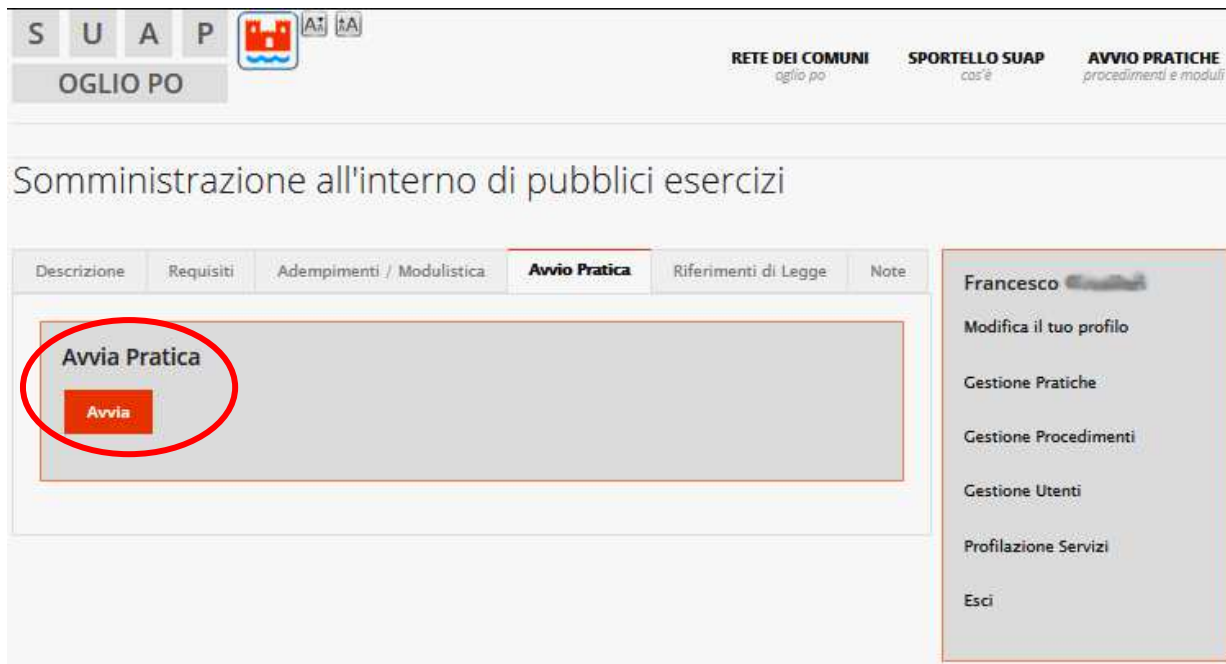 S U A P
OGLIO PO
RETE DEI COMUNI
oglio po
SPORTELLO SUAP
cos'è
AVVIO PRATICHE
procedimenti e moduli
Somministrazione all'interno di pubblici esercizi
Descrizione
Requisiti
Adempimenti / Modulistica
Avvio Pratica
Riferimenti di Legge
Note
Avvia Pratica
Avvia
Francesco
Modifica il tuo profilo
Gestione Pratiche
Gestione Procedimenti
Gestione Utenti
Profilazione Servizi
Esci